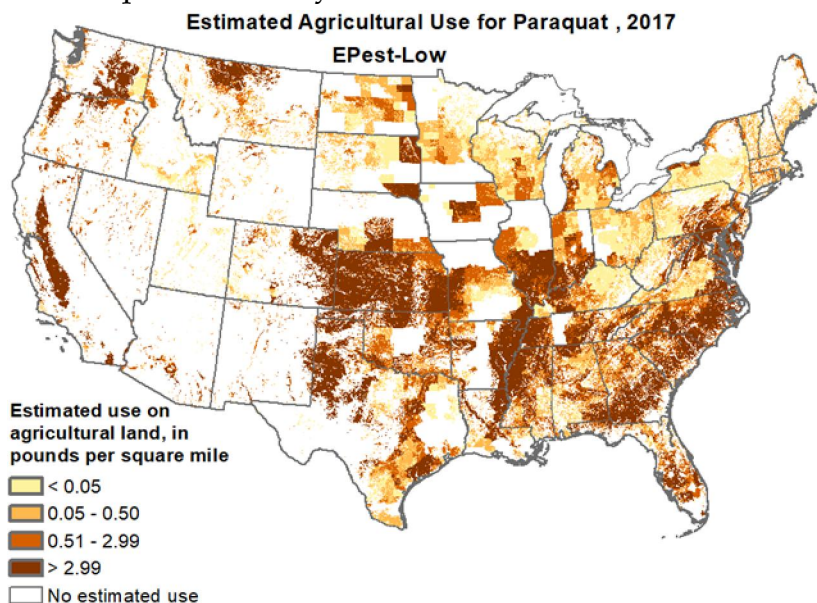 Estimated Agricultural Use for Paraquat , 2017
EPest-Low
Estimated use on
agricultural land, in
pounds per square mile
< 0.05
0.05 - 0.50
0.51 - 2.99
> 2.99
No estimated use